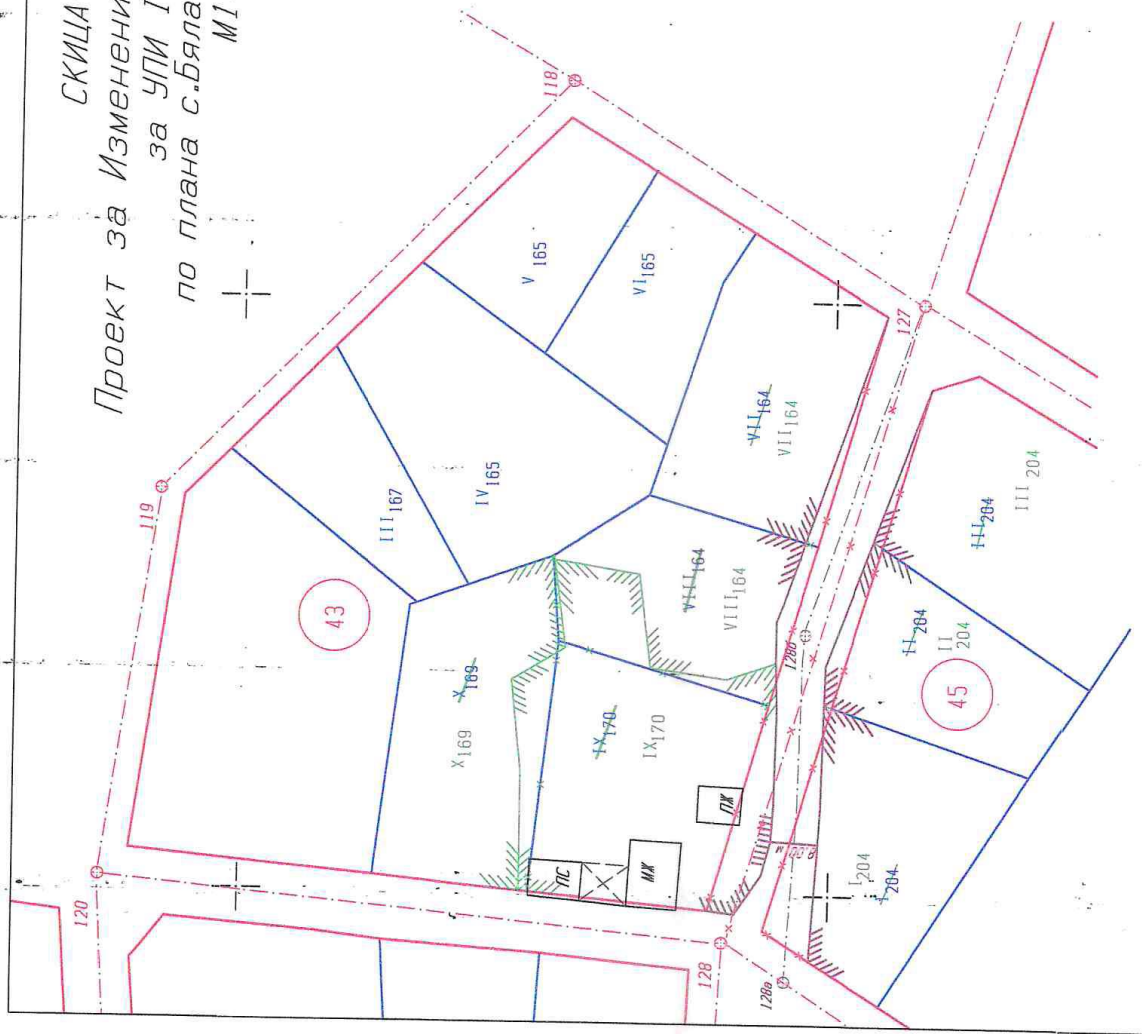 СКИЦА
Проект за Изменени
за УПИ I
по плана с.Бяла
М1
118
119
120
127
128
128а
128б
43
45
V 165
VI 165
III 167
IV 165
VII 164
VII 164
VIII 164
VIII 164
X 169
X 169
IX 170
IX 170
III 204
III 204
II 204
II 204
I 204
I 204
ПС
МЖ
ПЖ